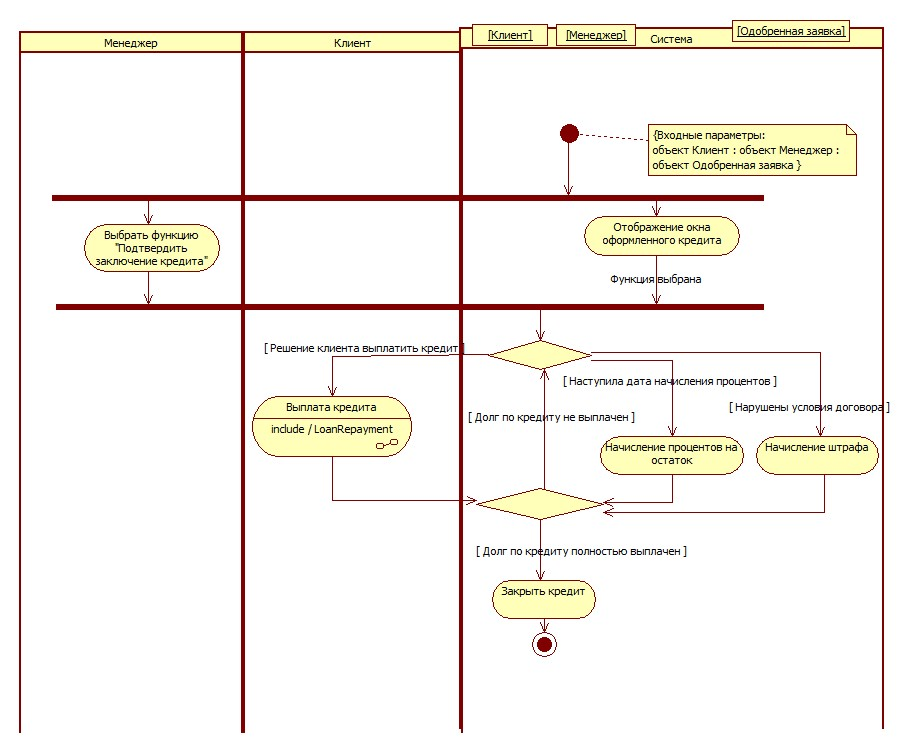 Менеджер
Клиент
[Клиент]
[Менеджер]
Система
[Одобренная заявка]
{Входные параметры:
объект Клиент : объект Менеджер :
объект Одобренная заявка }
Выбрать функцию
"Подтвердить
заключение кредита"
Отображение окна
оформленного кредита
Функция выбрана
[ Решение клиента выплатить кредит ]
[ Наступила дата начисления процентов ]
[ Нарушены условия договора ]
Выплата кредита
include / LoanRepayment
[ Долг по кредиту не выплачен ]
Начисление процентов на
остаток
Начисление штрафа
[ Долг по кредиту полностью выплачен ]
Закрыть кредит